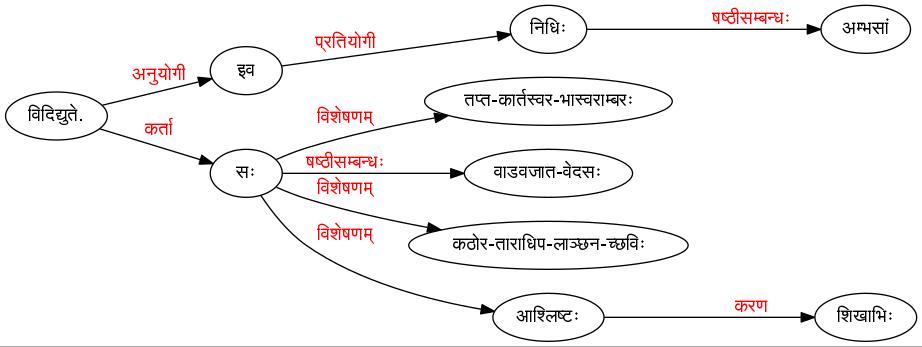 षष्ठीसम्बन्धः
निधिः
अम्भसां
प्रतियोगी
अनुयोगी
इव
तप्त-कार्तस्वर-भास्वराम्बरः
विदिद्युते.
विशेषणम्
कर्ता
षष्ठीसम्बन्धः
सः
वाडवजात-वेदसः
विशेषणम्
विशेषणम्
कठोर-ताराधिप-लाञ्छन-च्छविः
करण
आश्लिष्टः
शिखाभिः